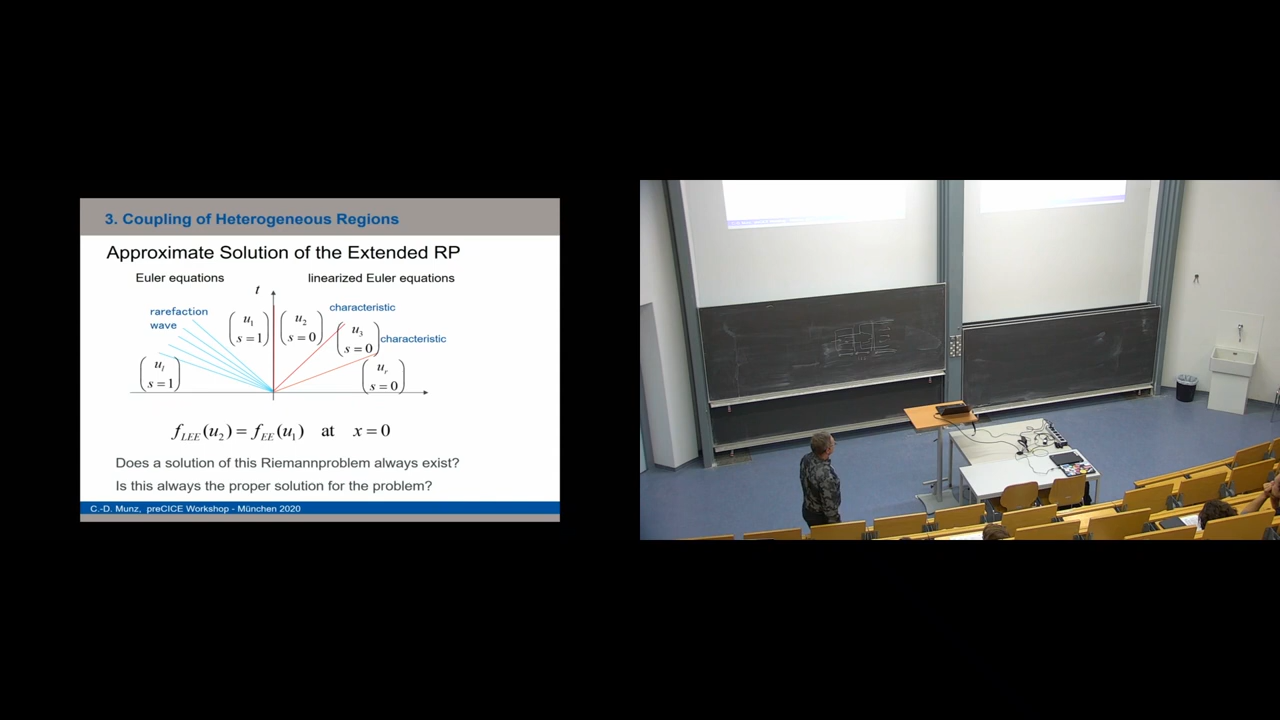 3. Coupling of Heterogeneous Regions
Approximate Solution of the Extended RP
Euler equations
linearized Euler equations
t
rarefaction
wave
characteristic
characteristic
u_l
s = 1
u_1
s = 1
u_2
s = 0
u_3
s = 0
u_r
s = 0
f_LEE(u_2) = f_EE(u_1) at x = 0
Does a solution of this Riemannproblem always exist?
Is this always the proper solution for the problem?
C.-D. Munz, preCICE Workshop - München 2020